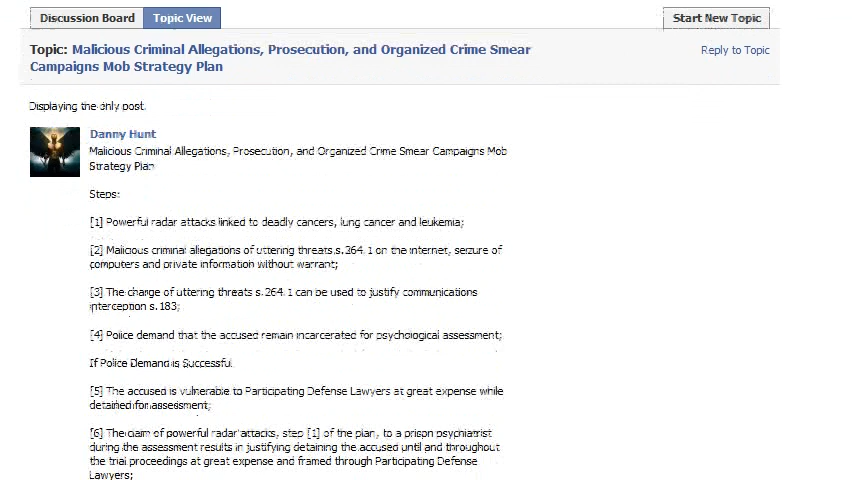 Discussion Board
Topic View
Start New Topic
Topic: Malicious Criminal Allegations, Prosecution, and Organized Crime Smear
Campaigns Mob Strategy Plan
Reply to Topic
Displaying the only post.
Danny Hunt
Malicious Criminal Allegations, Prosecution, and Organized Crime Smear Campaigns Mob
Strategy Plan
Steps:
[1] Powerful radar attacks linked to deadly cancers, lung cancer and leukemia;
[2] Malicious criminal allegations of uttering threats s.264.1 on the internet, seizure of
computers and private information without warrant;
[3] The charge of uttering threats s.264.1 can be used to justify communications
interception s.183;
[4] Police demand that the accused remain incarcerated for psychological assessment;
If Police Demand is Successful
[5] The accused is vulnerable to Participating Defense Lawyers at great expense while
detained for assessment;
[6] The claim of powerful radar attacks, step [1] of the plan, to a prison psychiatrist
during the assessment results in justifying detaining the accused until and throughout
the trial proceedings at great expense and framed through Participating Defense
Lawyers;